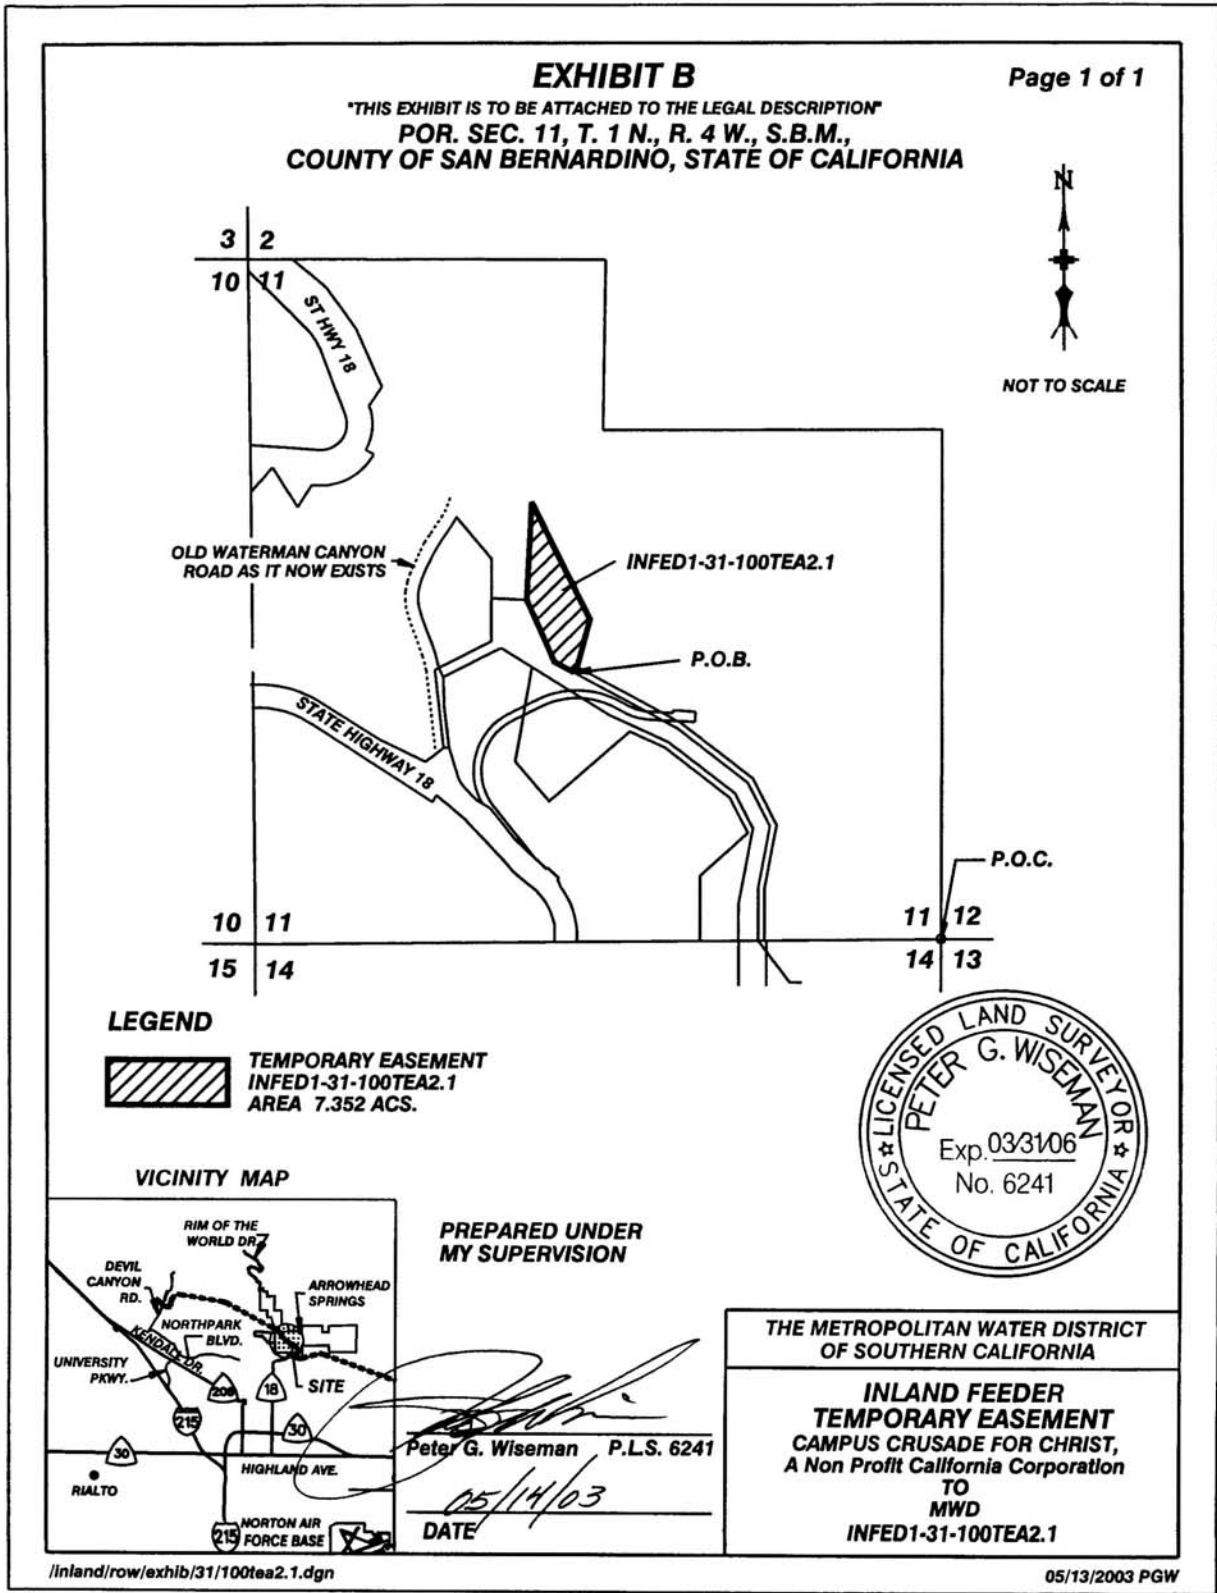 EXHIBIT B
Page 1 of 1
"THIS EXHIBIT IS TO BE ATTACHED TO THE LEGAL DESCRIPTION"
POR. SEC. 11, T. 1 N., R. 4 W., S.B.M.,
COUNTY OF SAN BERNARDINO, STATE OF CALIFORNIA
N
NOT TO SCALE
3 2
10 11
ST HWY 18
OLD WATERMAN CANYON
ROAD AS IT NOW EXISTS
INFED1-31-100TEA2.1
P.O.B.
STATE HIGHWAY 18
P.O.C.
10 11
15 14
11 12
14 13
LEGEND
TEMPORARY EASEMENT
INFED1-31-100TEA2.1
AREA 7.352 ACS.
LICENSED LAND SURVEYOR
PETER G. WISEMAN
Exp. 03/31/06
No. 6241
STATE OF CALIFORNIA
VICINITY MAP
RIM OF THE
WORLD DR.
DEVIL
CANYON
RD.
ARROWHEAD
SPRINGS
NORTHPARK
BLVD.
KENDALL DR.
UNIVERSITY
PKWY.
206
18
SITE
215
30
30
HIGHLAND AVE.
RIALTO
215
NORTON AIR
FORCE BASE
PREPARED UNDER
MY SUPERVISION
Peter G. Wiseman P.L.S. 6241
05/14/03
DATE
THE METROPOLITAN WATER DISTRICT
OF SOUTHERN CALIFORNIA
INLAND FEEDER
TEMPORARY EASEMENT
CAMPUS CRUSADE FOR CHRIST,
A Non Profit California Corporation
TO
MWD
INFED1-31-100TEA2.1
/inland/row/exhib/31/100tea2.1.dgn
05/13/2003 PGW